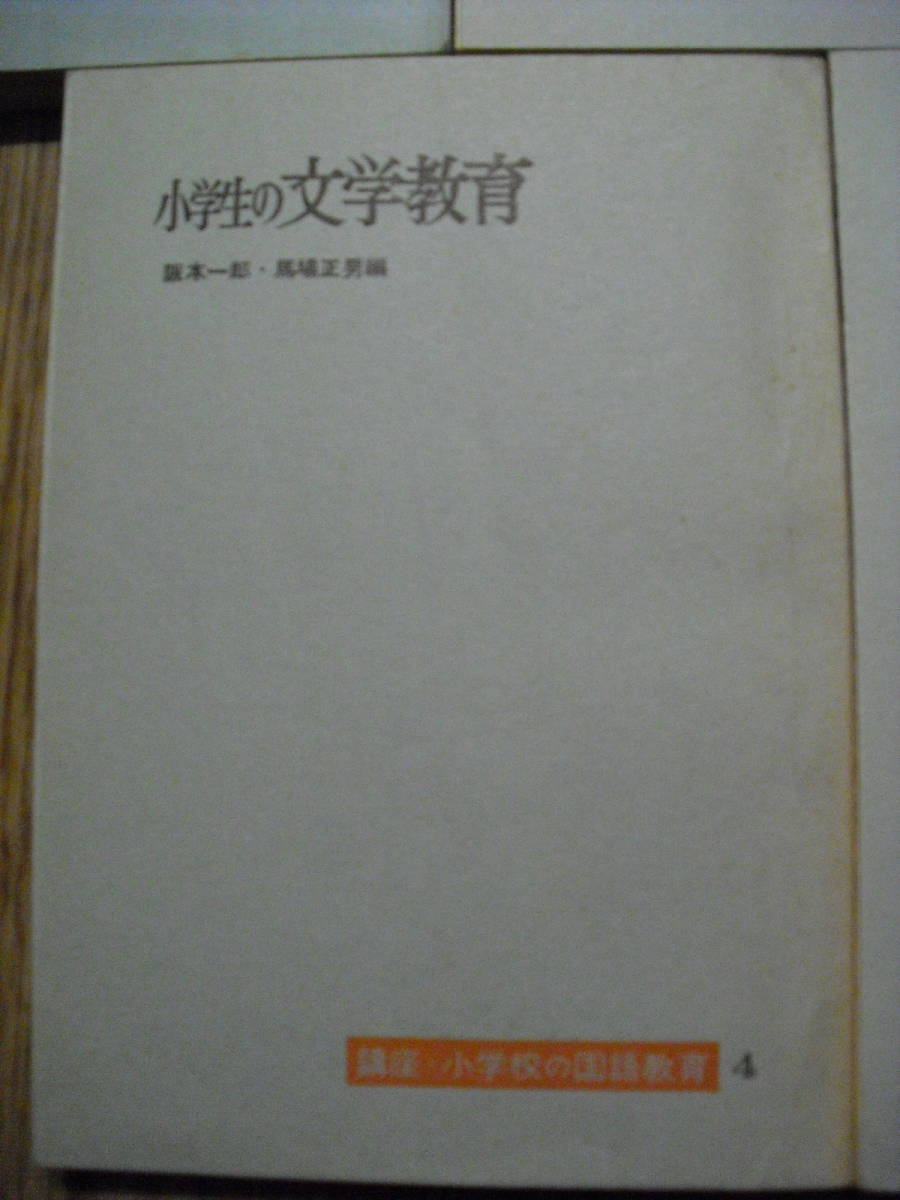 小学生の文学教育
阪本一郎・馬場正男編
講座・小学校の国語教育 4